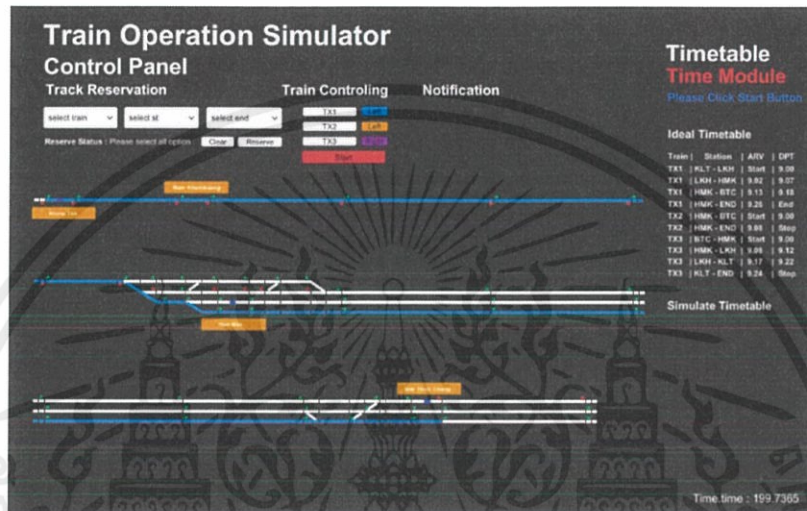 Train Operation Simulator
Control Panel
Track Reservation
Train Controling
Notification
select train
select st
select end
Reserve Status : Please select all option
Clear
Reserve
TX1
Left
TX2
Left
TX3
Right
Start
Timetable
Time Module
Please Click Start Button
Ideal Timetable
Train | Station | ARV | DPT
TX1 | KLT - LKH | Start | 9.00
TX1 | LKH - HMK | 9.02 | 9.07
TX1 | HMK - BTC | 9.13 | 9.18
TX1 | HMK - END | 9.26 | End
TX2 | HMK - BTC | Start | 9.00
TX2 | HMK - END | 9.08 | Stop
TX3 | BTC - HMK | Start | 9.00
TX3 | HMK - LKH | 9.08 | 9.12
TX3 | LKH - KLT | 9.17 | 9.22
TX3 | KLT - END | 9.24 | Stop
Simulate Timetable
Time.time : 199.7365